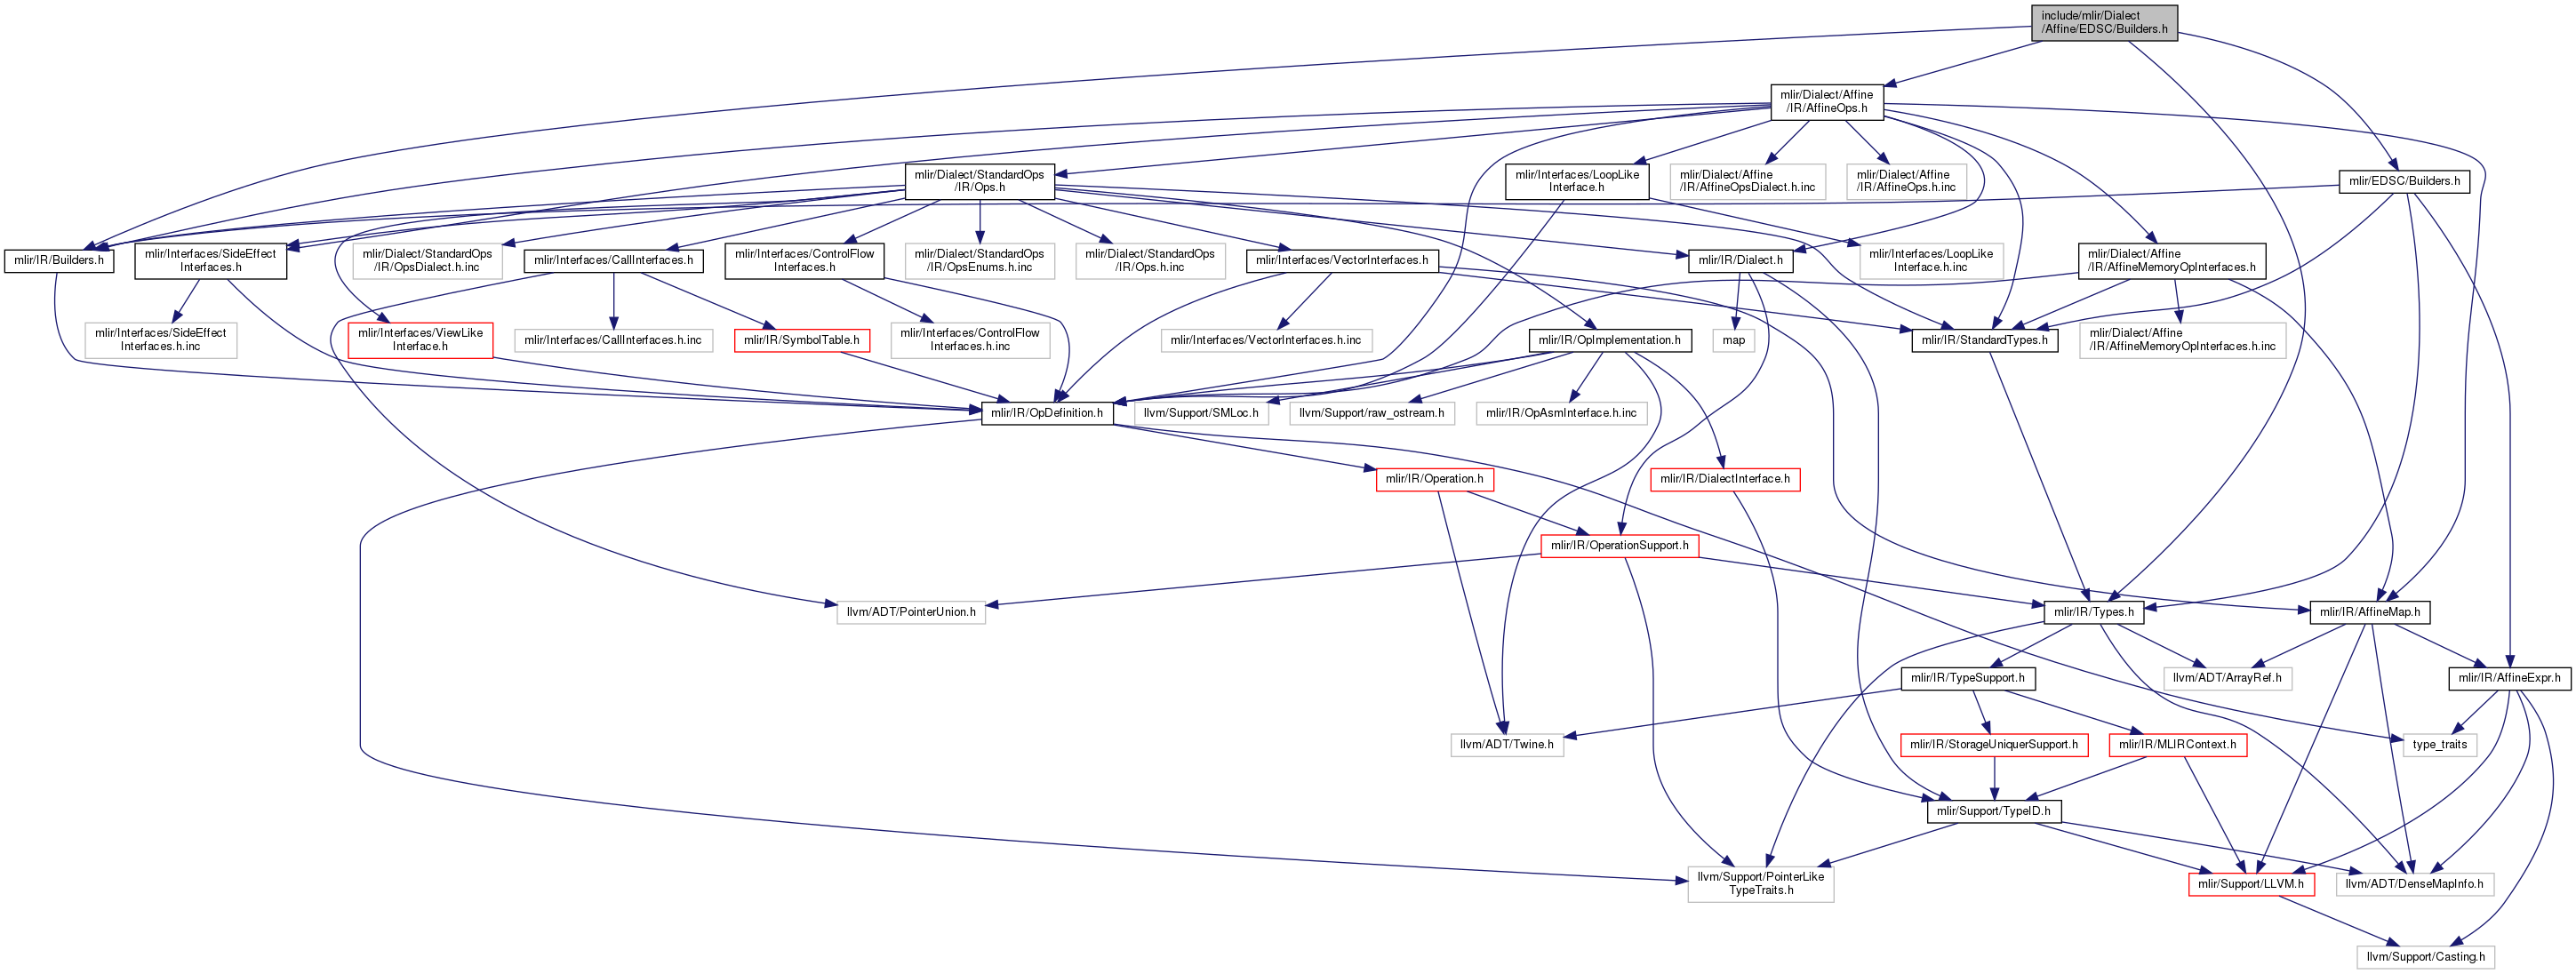 include/mlir/Dialect
/Affine/EDSC/Builders.h
mlir/Dialect/Affine
/IR/AffineOps.h
mlir/Dialect/StandardOps
/IR/Ops.h
mlir/Interfaces/LoopLike
Interface.h
mlir/Dialect/Affine
/IR/AffineOpsDialect.h.inc
mlir/Dialect/Affine
/IR/AffineOps.h.inc
mlir/EDSC/Builders.h
mlir/IR/Builders.h
mlir/Interfaces/SideEffect
Interfaces.h
mlir/Dialect/StandardOps
/IR/OpsDialect.h.inc
mlir/Interfaces/CallInterfaces.h
mlir/Interfaces/ControlFlow
Interfaces.h
mlir/Dialect/StandardOps
/IR/OpsEnums.h.inc
mlir/Dialect/StandardOps
/IR/Ops.h.inc
mlir/Interfaces/VectorInterfaces.h
mlir/IR/Dialect.h
mlir/Interfaces/LoopLike
Interface.h.inc
mlir/Dialect/Affine
/IR/AffineMemoryOpInterfaces.h
mlir/Interfaces/SideEffect
Interfaces.h.inc
mlir/Interfaces/ViewLike
Interface.h
mlir/Interfaces/CallInterfaces.h.inc
mlir/IR/SymbolTable.h
mlir/Interfaces/ControlFlow
Interfaces.h.inc
mlir/Interfaces/VectorInterfaces.h.inc
mlir/IR/OpImplementation.h
map
mlir/IR/StandardTypes.h
mlir/Dialect/Affine
/IR/AffineMemoryOpInterfaces.h.inc
mlir/IR/OpDefinition.h
llvm/Support/SMLoc.h
llvm/Support/raw_ostream.h
mlir/IR/OpAsmInterface.h.inc
mlir/IR/Operation.h
mlir/IR/DialectInterface.h
mlir/IR/OperationSupport.h
llvm/ADT/PointerUnion.h
mlir/IR/Types.h
mlir/IR/AffineMap.h
mlir/IR/TypeSupport.h
llvm/ADT/ArrayRef.h
mlir/IR/AffineExpr.h
llvm/ADT/Twine.h
mlir/IR/StorageUniquerSupport.h
mlir/IR/MLIRContext.h
type_traits
mlir/Support/TypeID.h
llvm/Support/PointerLike
TypeTraits.h
mlir/Support/LLVM.h
llvm/ADT/DenseMapInfo.h
llvm/Support/Casting.h